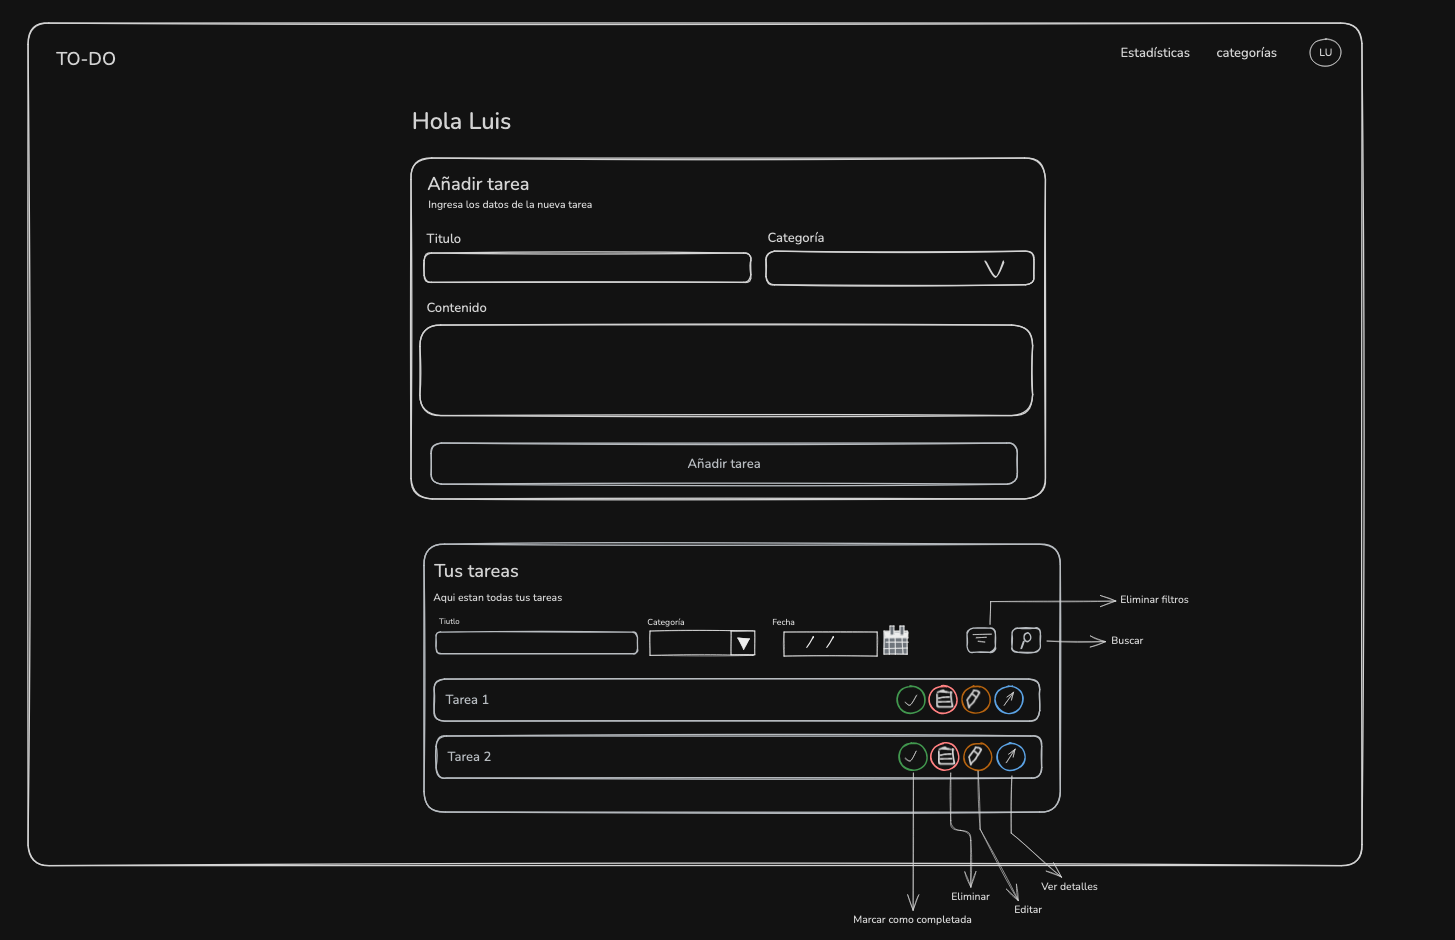 TO-DO
Estadísticas
categorías
LU
Hola Luis
Añadir tarea
Ingresa los datos de la nueva tarea
Titulo
Categoría
Contenido
Añadir tarea
Tus tareas
Aqui estan todas tus tareas
Tiutlo
Categoría
Fecha
/ /
Eliminar filtros
Buscar
Tarea 1
Tarea 2
Ver detalles
Eliminar
Editar
Marcar como completada